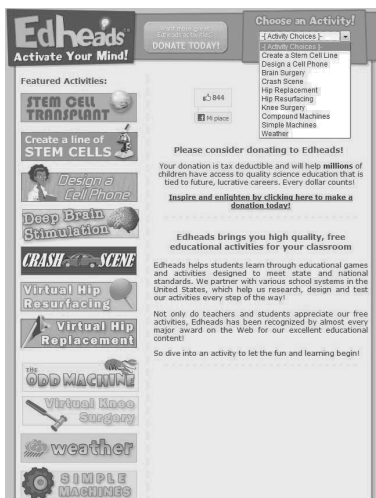 Edheads
Activate Your Mind!
DONATE TODAY!
Choose an Activity!
-[ Activity Choices ]-
-[ Activity Choices ]-
Create a Stem Cell Line
Design a Cell Phone
Brain Surgery
Crash Scene
Hip Replacement
Hip Resurfacing
Knee Surgery
Compound Machines
Simple Machines
Weather
Featured Activities:
STEM CELL
TRANSPLANT
Create a line of
STEM CELLS
Design a
Cell Phone
Deep Brain
Stimulation
CRASH SCENE
Virtual Hip
Resurfacing
Virtual Hip
Replacement
THE
ODD MACHINE
Virtual Knee
Surgery
weather
SIMPLE
MACHINES
844
Mi piace
Please consider donating to Edheads!
Your donation is tax deductible and will help millions of
children have access to quality science education that is
tied to future, lucrative careers. Every dollar counts!
Inspire and enlighten by clicking here to make a
donation today!
Edheads brings you high quality, free
educational activities for your classroom
Edheads helps students learn through educational games
and activities designed to meet state and national
standards. We partner with various school systems in the
United States, which help us research, design and test
our activities every step of the way!
Not only do teachers and students appreciate our free
activities, Edheads has been recognized by almost every
major award on the Web for our excellent educational
content!
So dive into an activity to let the fun and learning begin!